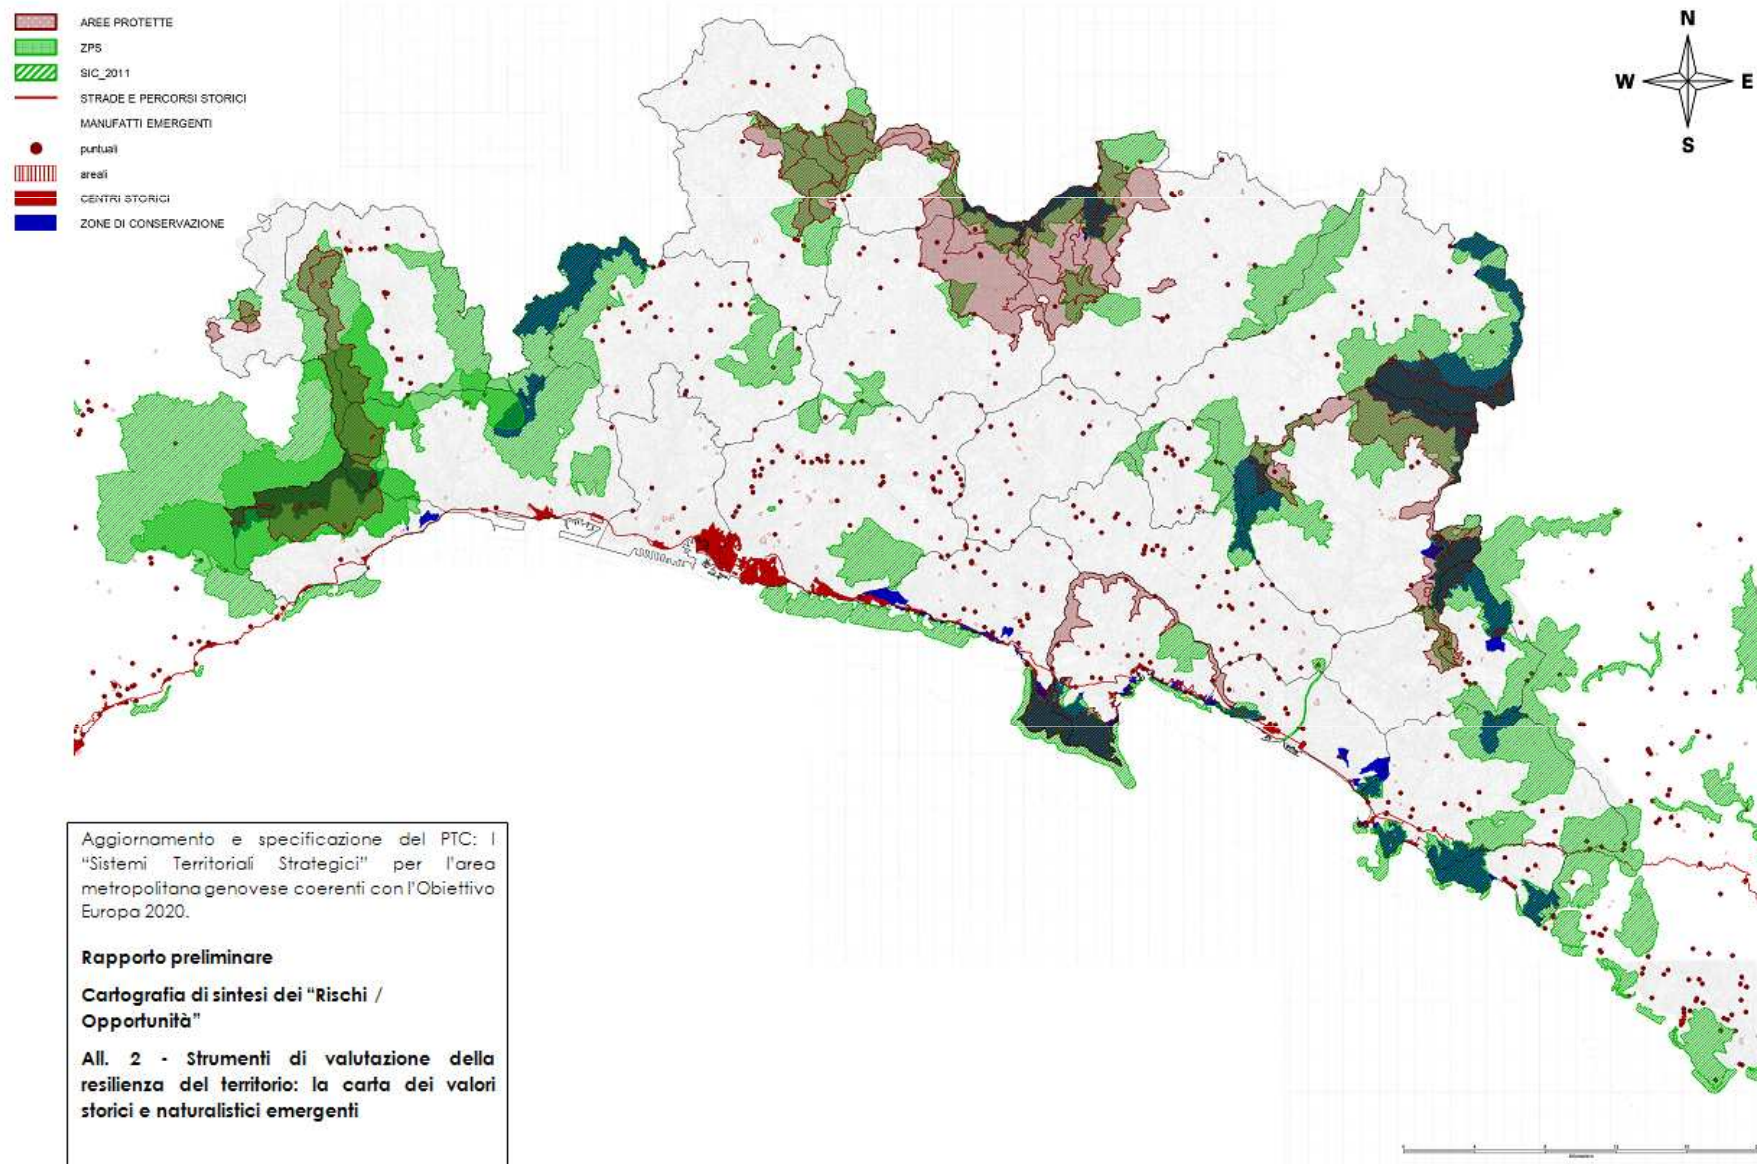 AREE PROTETTE
ZPS
SIC_2011
STRADE E PERCORSI STORICI
MANUFATTI EMERGENTI
puntuali
areali
CENTRI STORICI
ZONE DI CONSERVAZIONE
N
W E
S
Aggiornamento e specificazione del PTC: I
“Sistemi Territoriali Strategici” per l’area
metropolitana genovese coerenti con l’Obiettivo
Europa 2020.
Rapporto preliminare
Cartografia di sintesi dei “Rischi /
Opportunità”
All. 2 - Strumenti di valutazione della
resilienza del territorio: la carta dei valori
storici e naturalistici emergenti